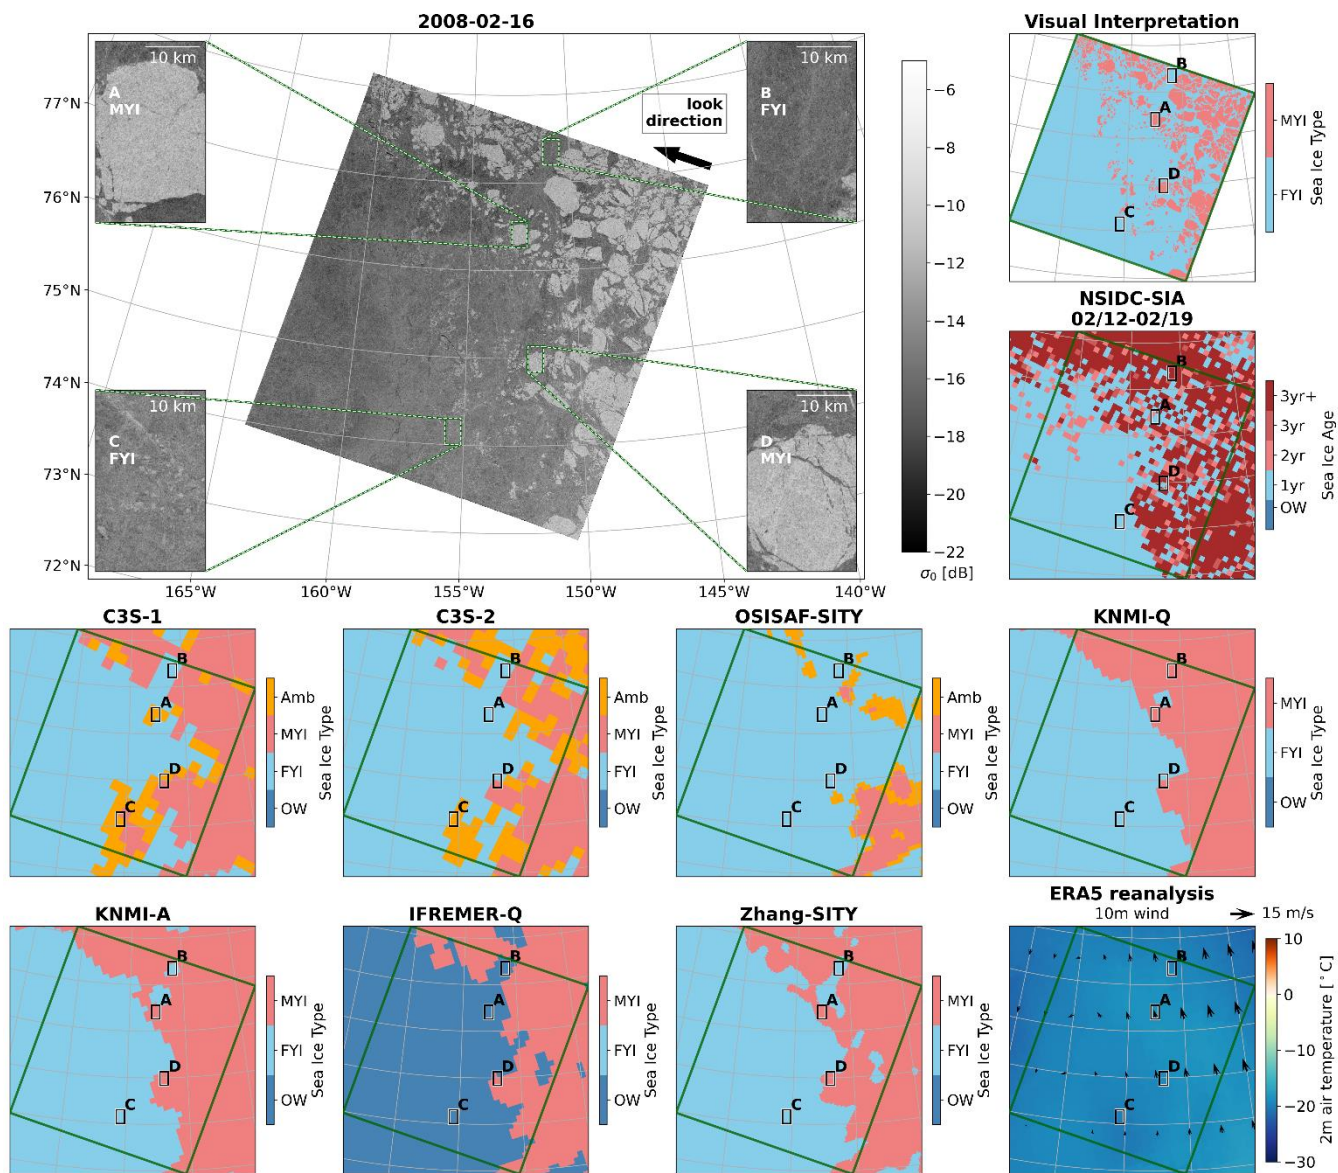 2008-02-16
10 km
A
MYI
10 km
B
FYI
look
direction
10 km
C
FYI
10 km
D
MYI
77°N
76°N
75°N
74°N
73°N
72°N
165°W
160°W
155°W
150°W
145°W
140°W
−6
−8
−10
−12
−14
−16
−18
−20
−22
σ0 [dB]
Visual Interpretation
B
A
D
C
MYI
FYI
Sea Ice Type
NSIDC-SIA
02/12-02/19
B
A
D
C
3yr+
3yr
2yr
1yr
OW
Sea Ice Age
C3S-1
B
A
D
C
Amb
MYI
FYI
OW
Sea Ice Type
C3S-2
B
A
D
C
Amb
MYI
FYI
OW
Sea Ice Type
OSISAF-SITY
B
A
D
C
Amb
MYI
FYI
OW
Sea Ice Type
KNMI-Q
B
A
D
C
MYI
FYI
OW
Sea Ice Type
KNMI-A
B
A
D
C
MYI
FYI
OW
Sea Ice Type
IFREMER-Q
B
A
D
C
MYI
FYI
OW
Sea Ice Type
Zhang-SITY
B
A
D
C
MYI
FYI
OW
Sea Ice Type
ERA5 reanalysis
10m wind
15 m/s
B
A
D
C
10
0
−10
−20
−30
2m air temperature [°C]